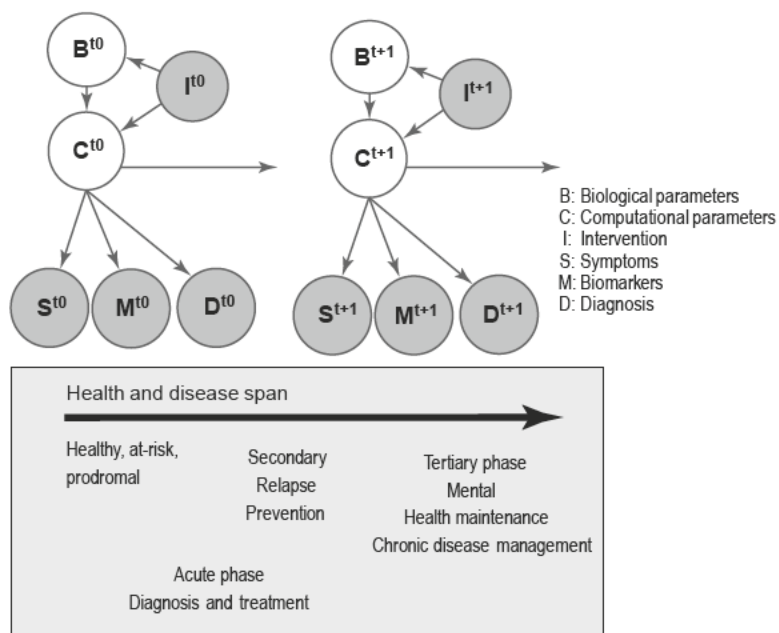 B^t0
I^t0
C^t0
S^t0 M^t0 D^t0
B^t+1
I^t+1
C^t+1
S^t+1 M^t+1 D^t+1
B: Biological parameters
C: Computational parameters
I: Intervention
S: Symptoms
M: Biomarkers
D: Diagnosis
Health and disease span
Healthy, at-risk,
prodromal
Secondary
Relapse
Prevention
Tertiary phase
Mental
Health maintenance
Chronic disease management
Acute phase
Diagnosis and treatment